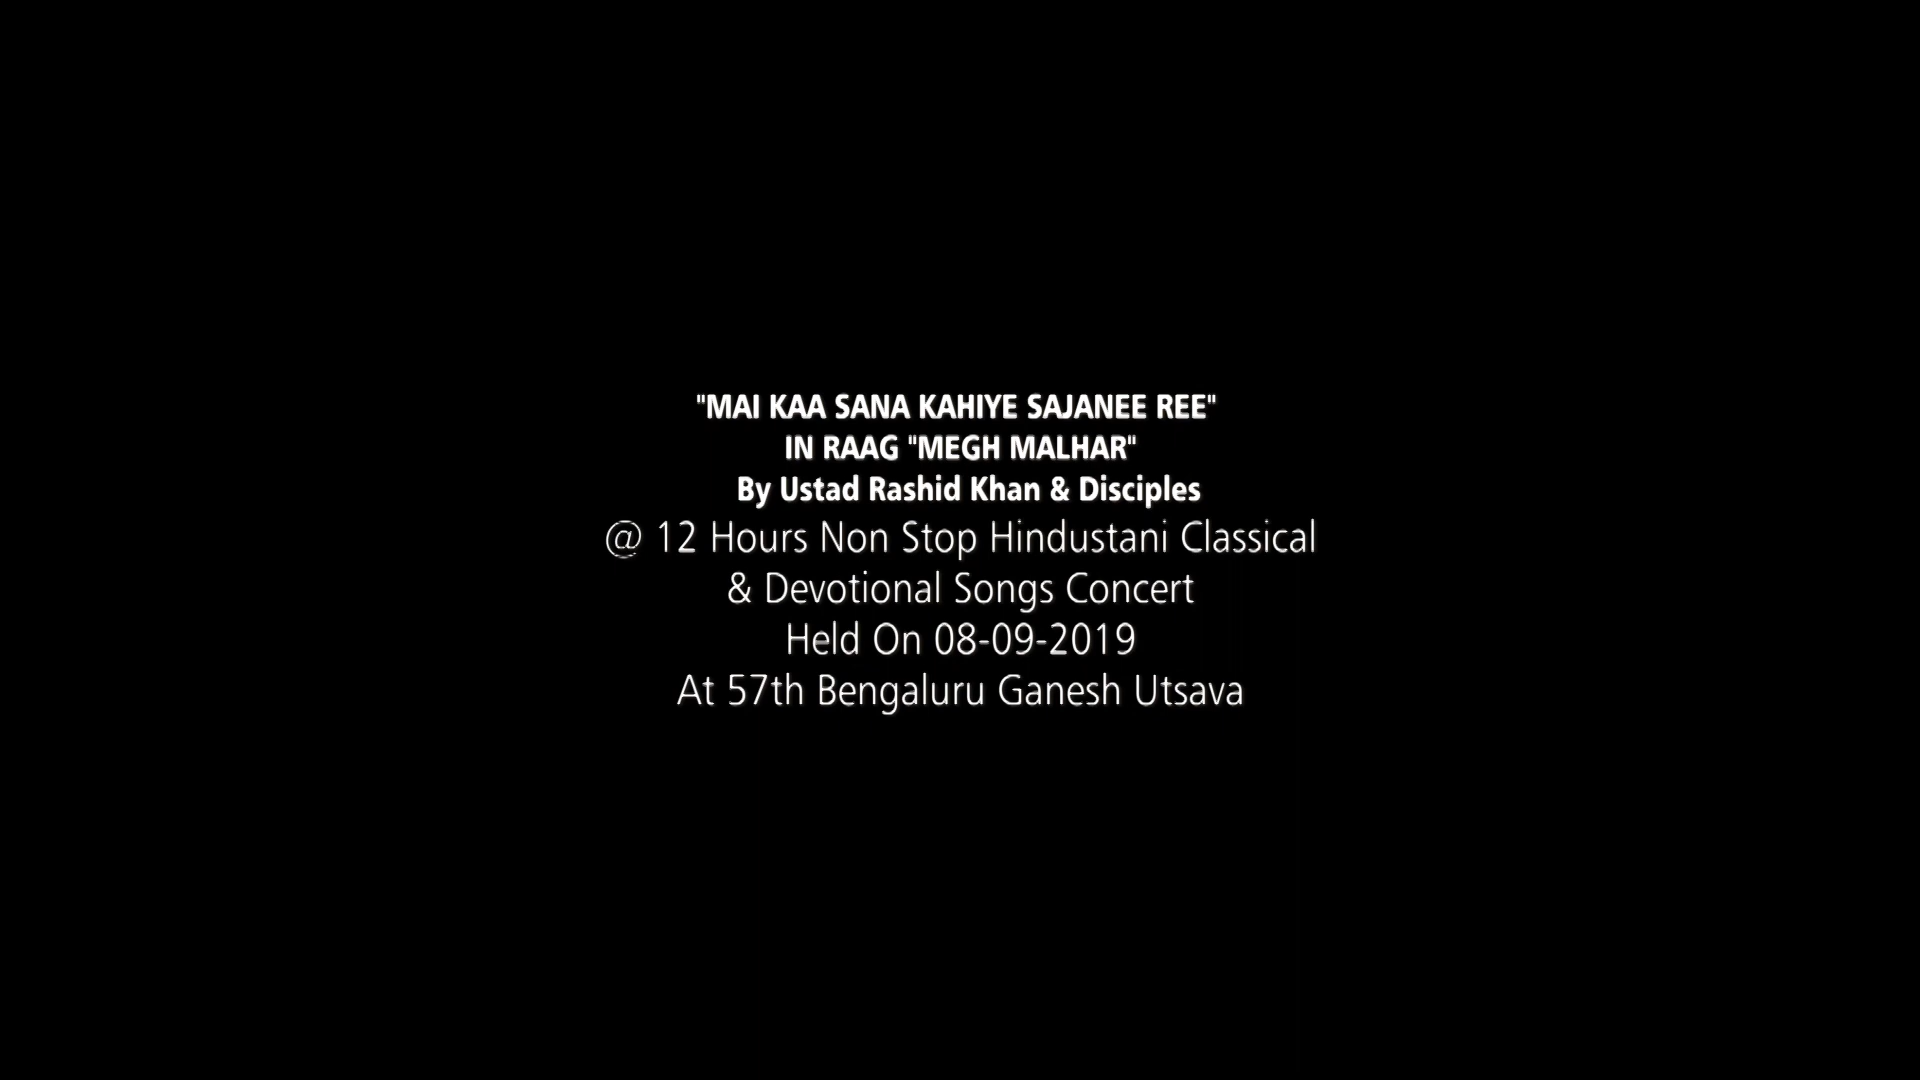 "MAI KAA SANA KAHIYE SAJANEE REE"
IN RAAG "MEGH MALHAR"
By Ustad Rashid Khan & Disciples
@ 12 Hours Non Stop Hindustani Classical
& Devotional Songs Concert
Held On 08-09-2019
At 57th Bengaluru Ganesh Utsava